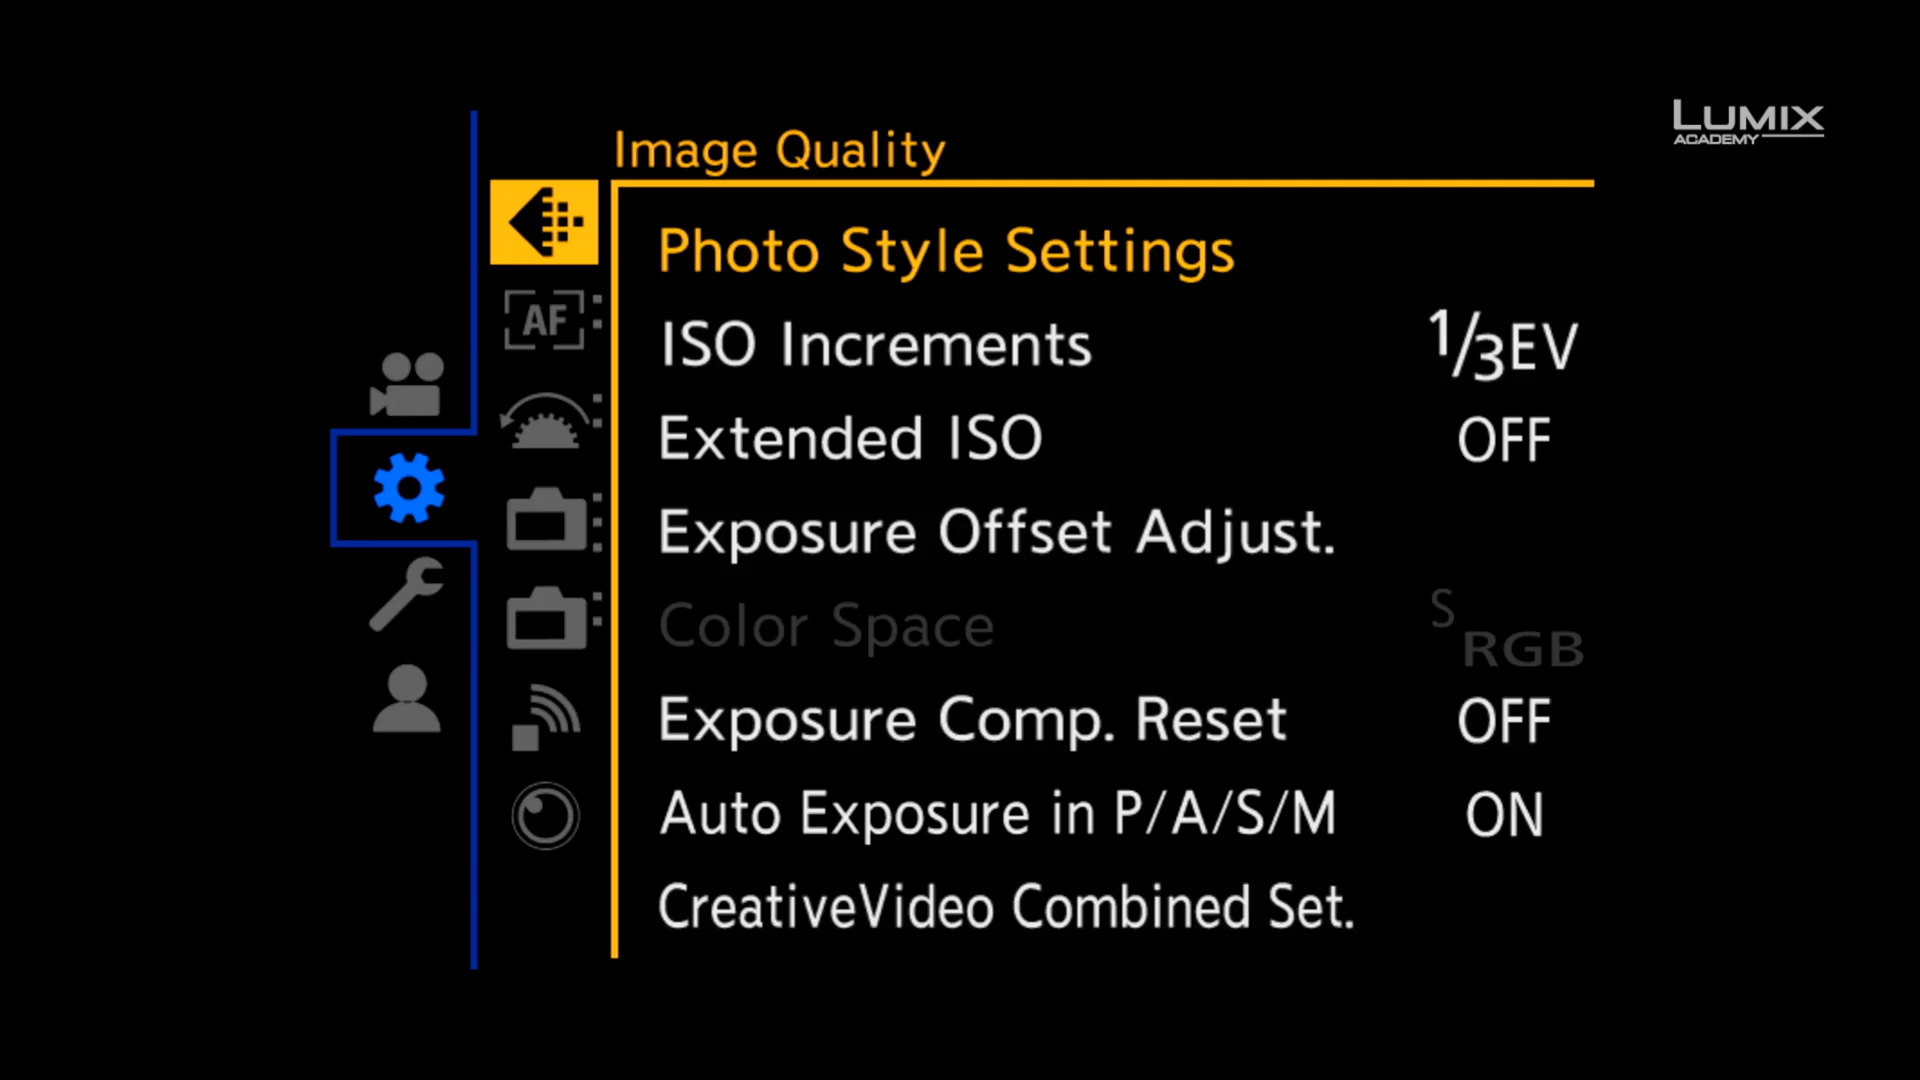 LUMIX
ACADEMY
Image Quality
Photo Style Settings
AF
ISO Increments 1/3EV
Extended ISO OFF
Exposure Offset Adjust.
Color Space sRGB
Exposure Comp. Reset OFF
Auto Exposure in P/A/S/M ON
CreativeVideo Combined Set.